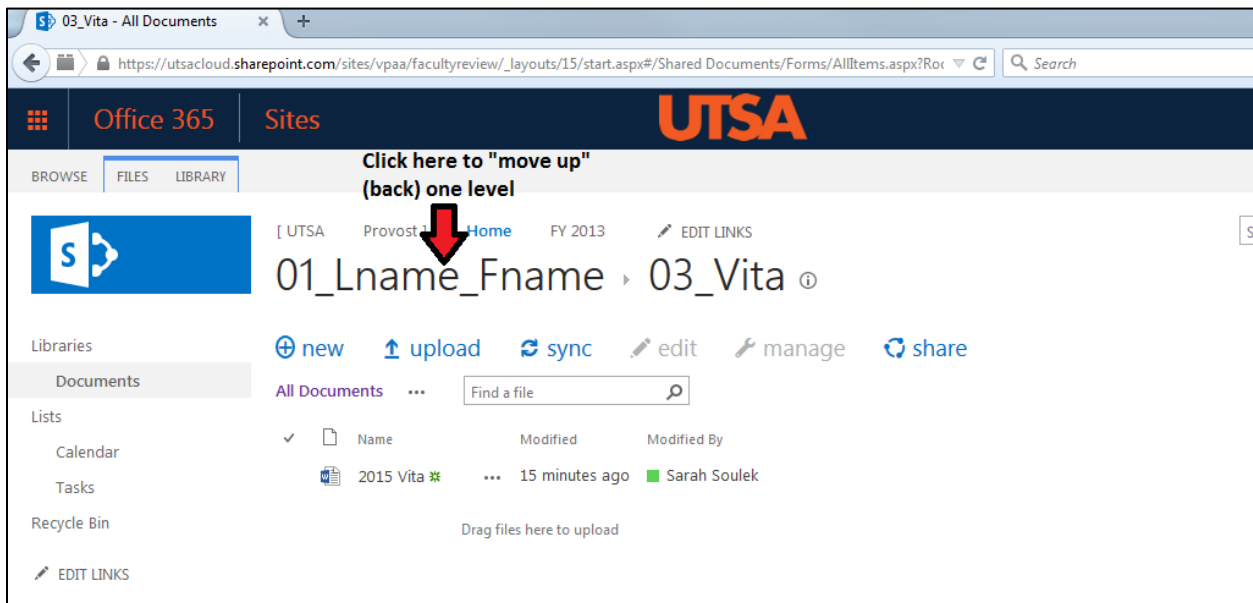 03_Vita - All Documents
https://utsacloud.sharepoint.com/sites/vpaa/facultyreview/_layouts/15/start.aspx#/Shared Documents/Forms/AllItems.aspx?Roo
Search
Office 365
Sites
UTSA
BROWSE FILES LIBRARY
Click here to "move up"
(back) one level
[ UTSA Provost ] Home FY 2013 EDIT LINKS
S
01_Lname_Fname 03_Vita
new upload sync edit manage share
All Documents ... Find a file
Name Modified Modified By
2015 Vita ... 15 minutes ago Sarah Soulek
Drag files here to upload
Libraries
Documents
Lists
Calendar
Tasks
Recycle Bin
EDIT LINKS